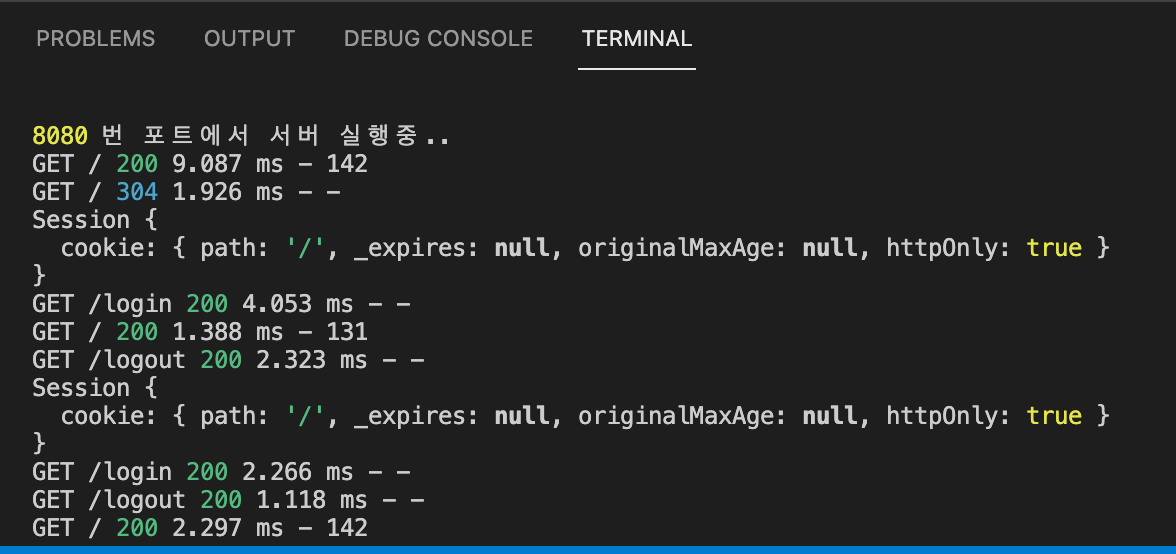 PROBLEMS OUTPUT DEBUG CONSOLE TERMINAL
8080 번 포트에서 서버 실행중..
GET / 200 9.087 ms - 142
GET / 304 1.926 ms - -
Session {
  cookie: { path: '/', _expires: null, originalMaxAge: null, httpOnly: true }
}
GET /login 200 4.053 ms - -
GET / 200 1.388 ms - 131
GET /logout 200 2.323 ms - -
Session {
  cookie: { path: '/', _expires: null, originalMaxAge: null, httpOnly: true }
}
GET /login 200 2.266 ms - -
GET /logout 200 1.118 ms - -
GET / 200 2.297 ms - 142